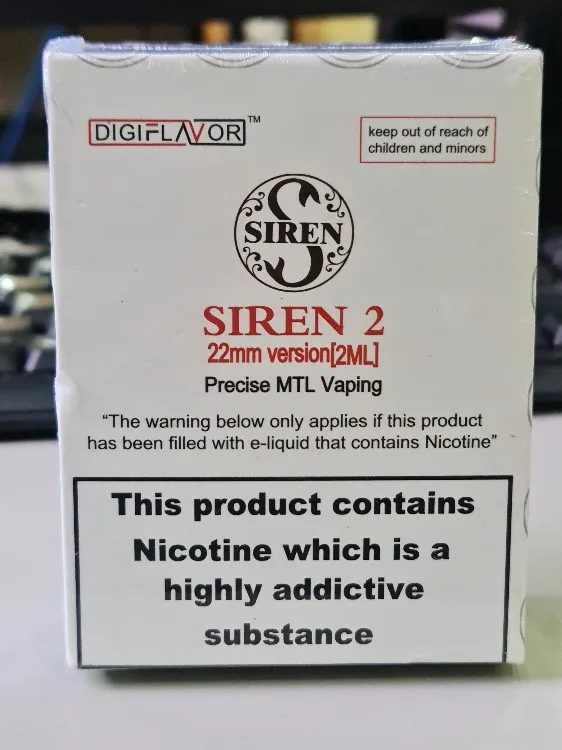 DIGIFLAVOR™
keep out of reach of
children and minors
SIREN
SIREN 2
22mm version[2ML]
Precise MTL Vaping
“The warning below only applies if this product
has been filled with e-liquid that contains Nicotine”
This product contains
Nicotine which is a
highly addictive
substance